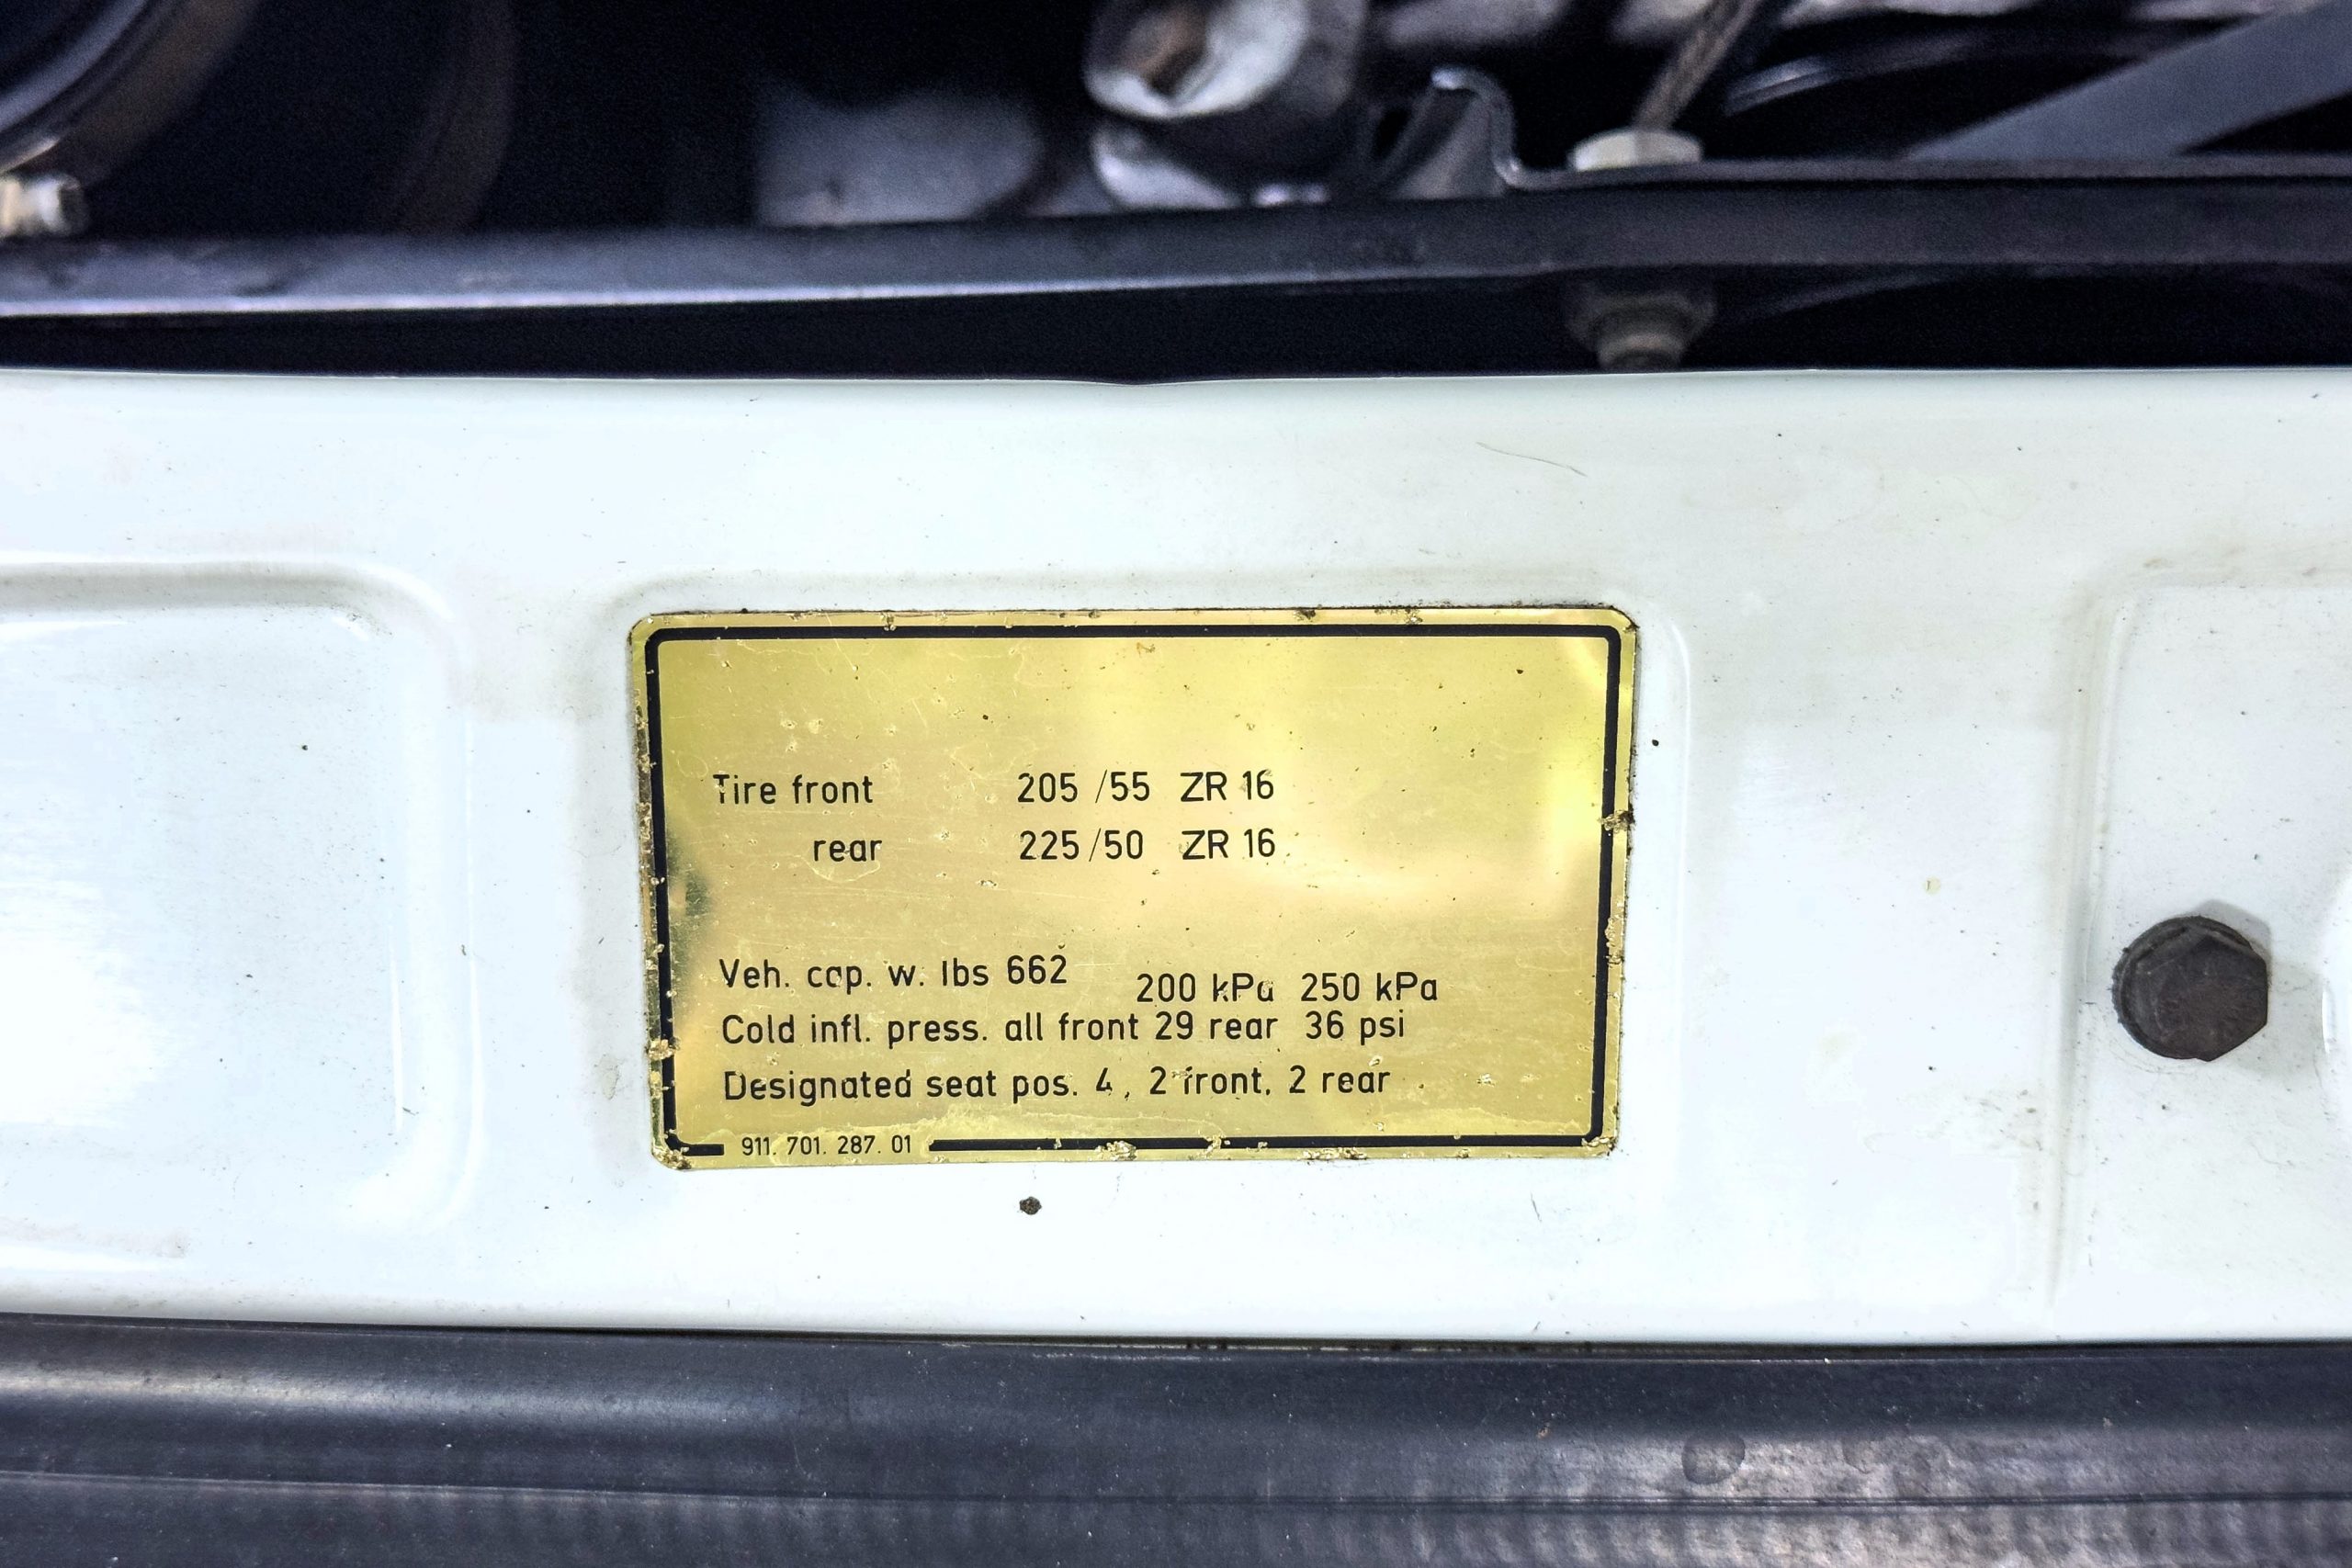 Tire front 205 /55 ZR 16
rear 225 /50 ZR 16
Veh. cap. w. lbs 662
200 kPa 250 kPa
Cold infl. press. all front 29 rear 36 psi
Designated seat pos. 4, 2 front, 2 rear
911. 701. 287. 01